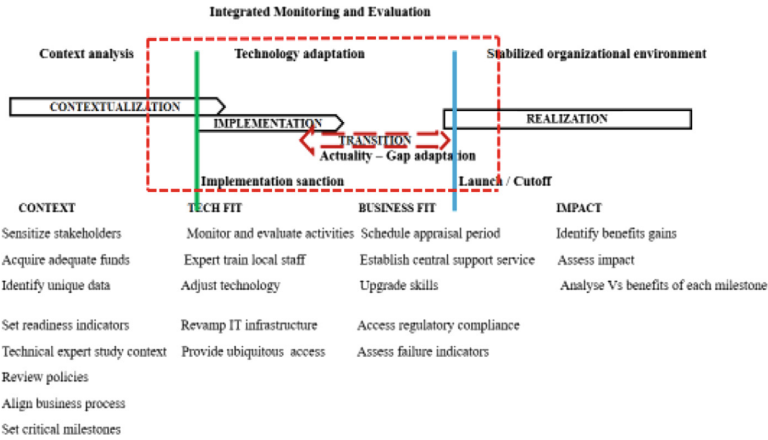 Integrated Monitoring and Evaluation
Context analysis Technology adaptation Stabilized organizational environment
CONTEXTUALIZATION
IMPLEMENTATION
REALIZATION
TRANSITION
Actuality – Gap adaptation
Implementation sanction Launch / Cutoff
CONTEXT TECH FIT BUSINESS FIT IMPACT
Sensitize stakeholders Monitor and evaluate activities Schedule appraisal period Identify benefits gains
Acquire adequate funds Expert train local staff Establish central support service Assess impact
Identify unique data Adjust technology Upgrade skills Analyse Vs benefits of each milestone
Set readiness indicators Revamp IT infrastructure Access regulatory compliance
Technical expert study context Provide ubiquitous access Assess failure indicators
Review policies
Align business process
Set critical milestones